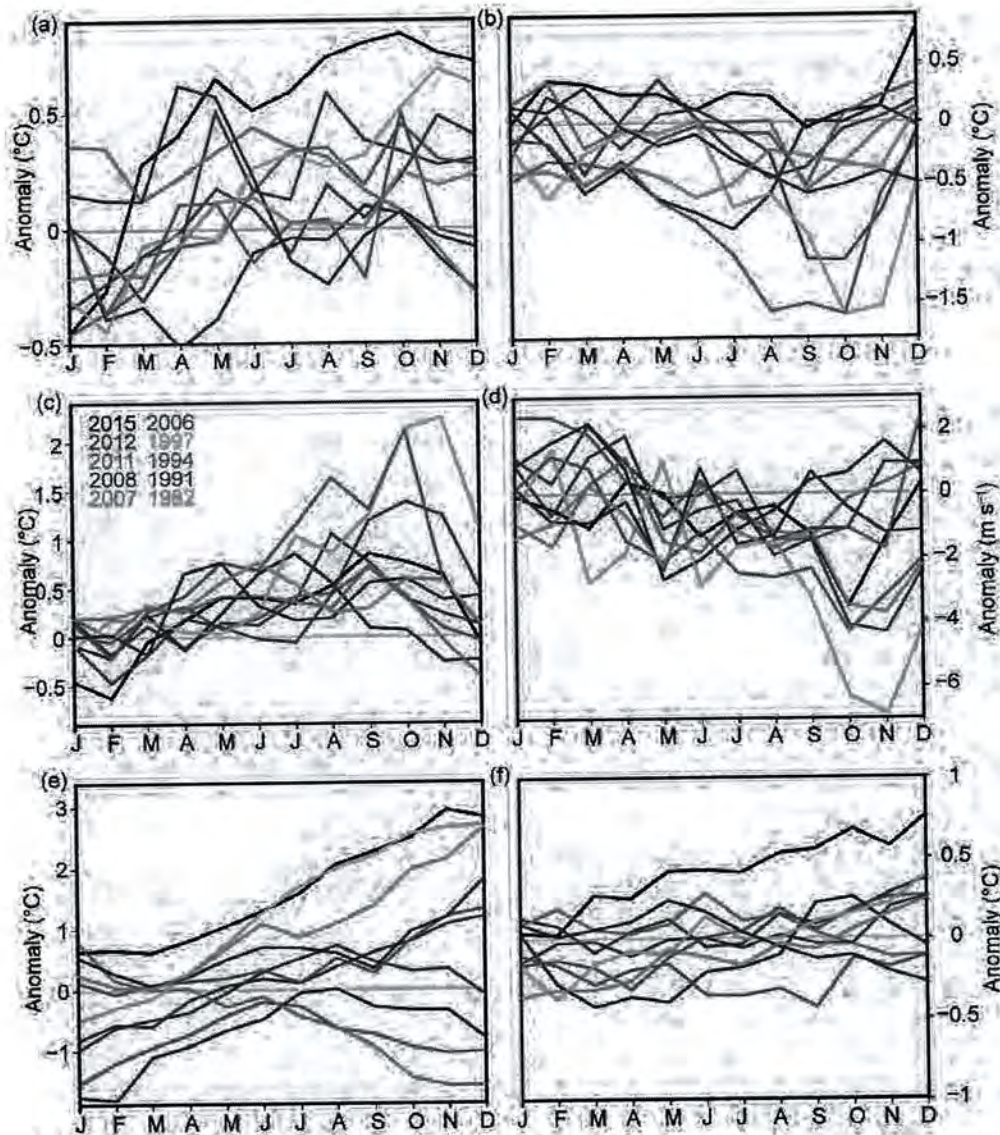 (a)
Anomaly (°C)
0.5
0
−0.5
J F M A M J J A S O N D
(b)
Anomaly (°C)
0.5
0
−0.5
−1
−1.5
J F M A M J J A S O N D
(c)
Anomaly (°C)
2
1.5
1
0.5
0
−0.5
2015 2006
2012 1997
2011 1994
2008 1991
2007 1982
J F M A M J J A S O N D
(d)
Anomaly (m s⁻¹)
2
0
−2
−4
−6
J F M A M J J A S O N D
(e)
Anomaly (°C)
3
2
1
0
−1
J F M A M J J A S O N D
(f)
Anomaly (°C)
1
0.5
0
−0.5
−1
J F M A M J J A S O N D